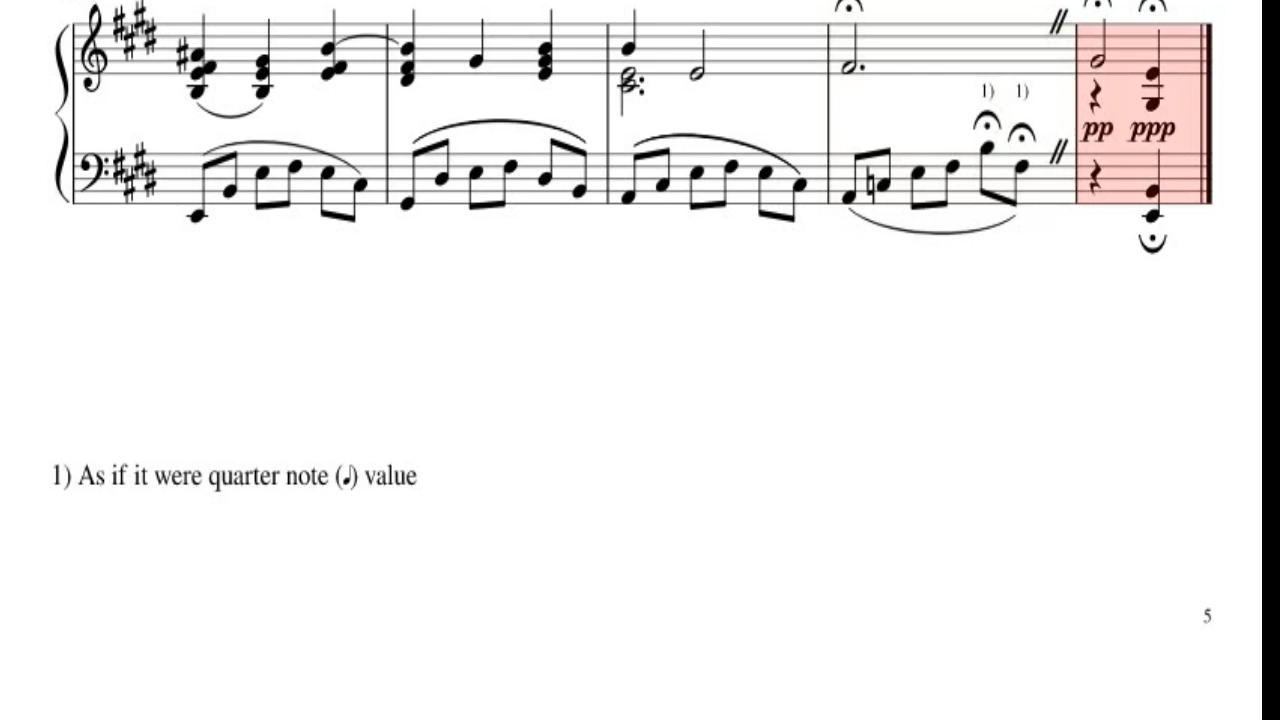 1) 1)
pp ppp
1) As if it were quarter note (♩) value
5